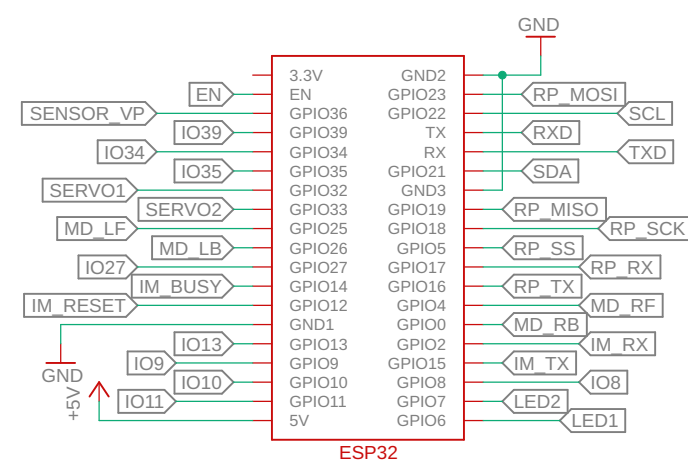 GND
3.3V GND2
EN EN GPIO23 RP_MOSI
SENSOR_VP GPIO36 GPIO22 SCL
IO39 GPIO39 TX RXD
IO34 GPIO34 RX TXD
IO35 GPIO35 GPIO21 SDA
SERVO1 GPIO32 GND3
SERVO2 GPIO33 GPIO19 RP_MISO
MD_LF GPIO25 GPIO18 RP_SCK
MD_LB GPIO26 GPIO5 RP_SS
IO27 GPIO27 GPIO17 RP_RX
IM_BUSY GPIO14 GPIO16 RP_TX
IM_RESET GPIO12 GPIO4 MD_RF
GND1 GPIO0 MD_RB
IO13 GPIO13 GPIO2 IM_RX
IO9 GPIO9 GPIO15 IM_TX
GND IO10 GPIO10 GPIO8 IO8
+5V IO11 GPIO11 GPIO7 LED2
5V GPIO6 LED1
ESP32